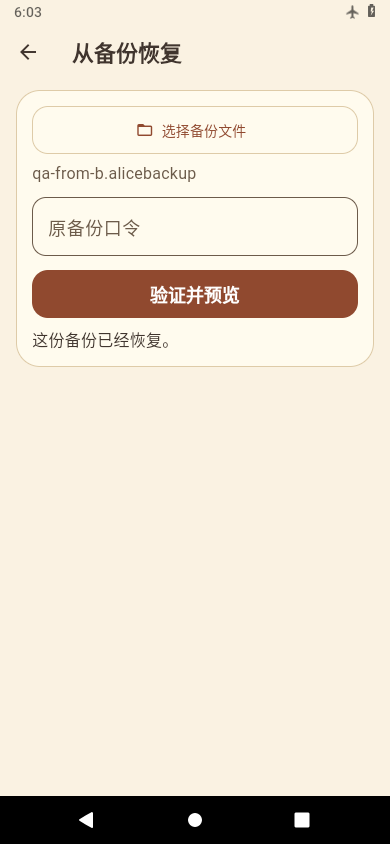 6:03
从备份恢复
选择备份文件
qa-from-b.alicebackup
原备份口令
验证并预览
这份备份已经恢复。